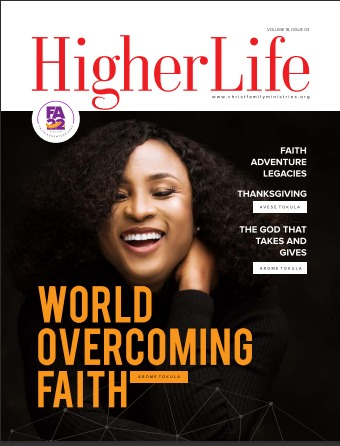 VOLUME 19, ISSUE 03
HigherLife
www.christfamilyministries.org
FA
22
FAITH
ADVENTURE
LEGACIES
THANKSGIVING
AVESE TOKULA
THE GOD THAT
TAKES AND
GIVES
AROME TOKULA
WORLD
OVERCOMING
FAITH
AROME TOKULA